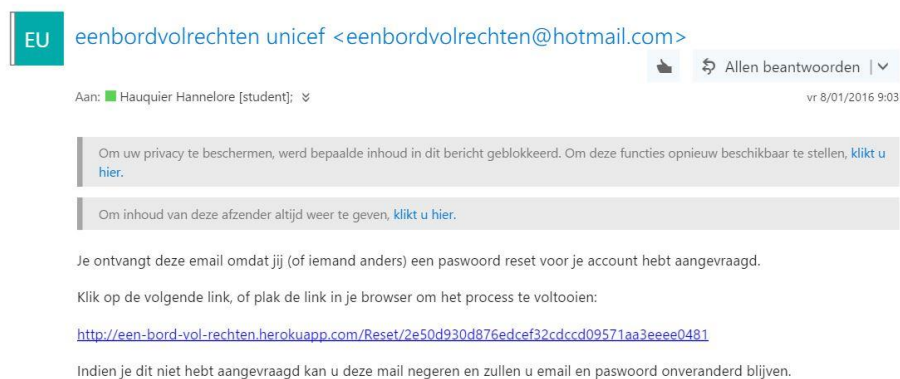 EU
eenbordvolrechten unicef <eenbordvolrechten@hotmail.com>
Allen beantwoorden
Aan: Hauquier Hannelore [student];
vr 8/01/2016 9:03
Om uw privacy te beschermen, werd bepaalde inhoud in dit bericht geblokkeerd. Om deze functies opnieuw beschikbaar te stellen, klikt u
hier.
Om inhoud van deze afzender altijd weer te geven, klikt u hier.
Je ontvangt deze email omdat jij (of iemand anders) een paswoord reset voor je account hebt aangevraagd.
Klik op de volgende link, of plak de link in je browser om het process te voltooien:
http://een-bord-vol-rechten.herokuapp.com/Reset/2e50d930d876edcef32cdccd09571aa3eeee0481
Indien je dit niet hebt aangevraagd kan u deze mail negeren en zullen u email en paswoord onveranderd blijven.